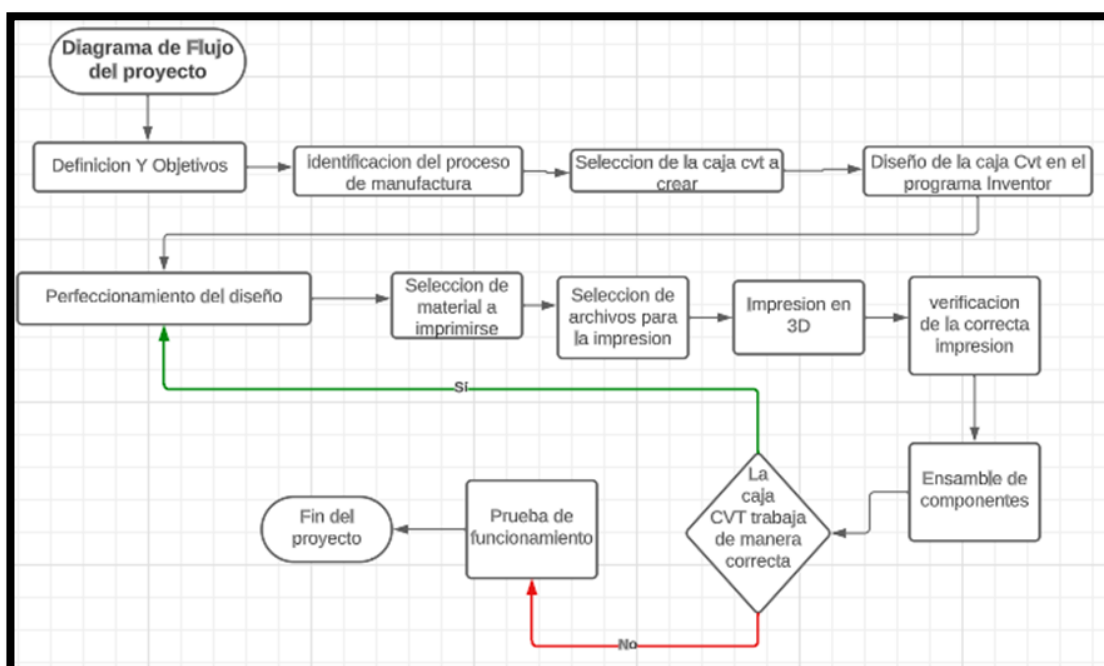 Diagrama de Flujo
del proyecto
Definicion Y Objetivos
identificacion del proceso
de manufactura
Seleccion de la caja cvt a
crear
Diseño de la caja Cvt en el
programa Inventor
Perfeccionamiento del diseño
Seleccion de
material a
imprimirse
Seleccion de
archivos para
la impresion
Impresion en
3D
verificacion
de la correcta
impresion
Sí
Ensamble de
componentes
La
caja
CVT trabaja
de manera
correcta
Prueba de
funcionamiento
Fin del
proyecto
No